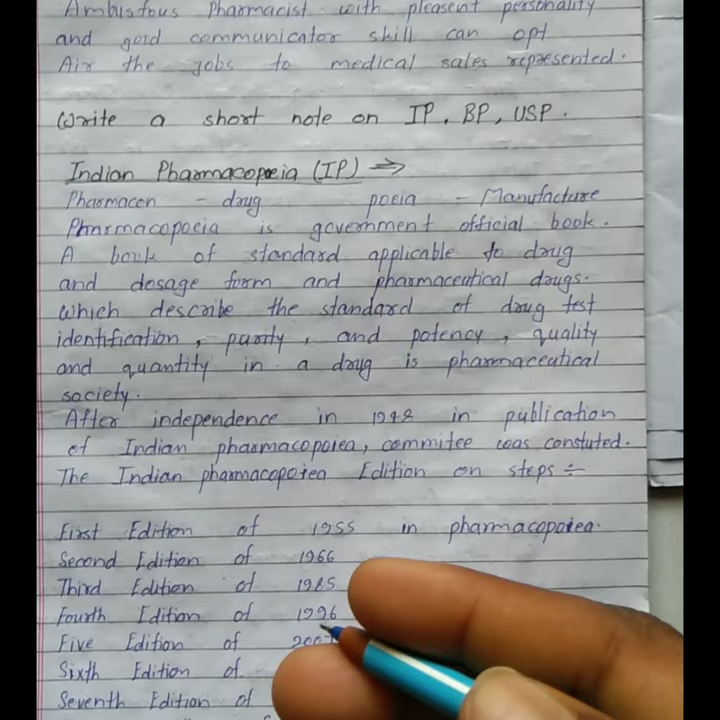 Ambistous Pharmacist with pleasent personality
and gord communicator skill can opt
Air the jobs to medical sales represented.
Write a short note on IP, BP, USP.
Indian Pharmacopoeia (IP) ⇒
Pharmacon - drug poeia - Manufacture
Pharmacopoeia is government official book.
A book of standard applicable to drug
and dosage form and pharmaceutical drugs.
which describe the standard of drug test
identification, parity, and potency, quality
and quantity in a drug is pharmaceutical
society.
After independence in 1948 in publication
of Indian pharmacopoiea, commitee was constuted.
The Indian pharmacopoiea Edition on steps ÷
First Edition of 1955 in pharmacopoiea.
Second Edition of 1966
Third Edition of 1985
Fourth Edition of 1996
Five Edition of
Sixth Edition of
Seventh Edition of